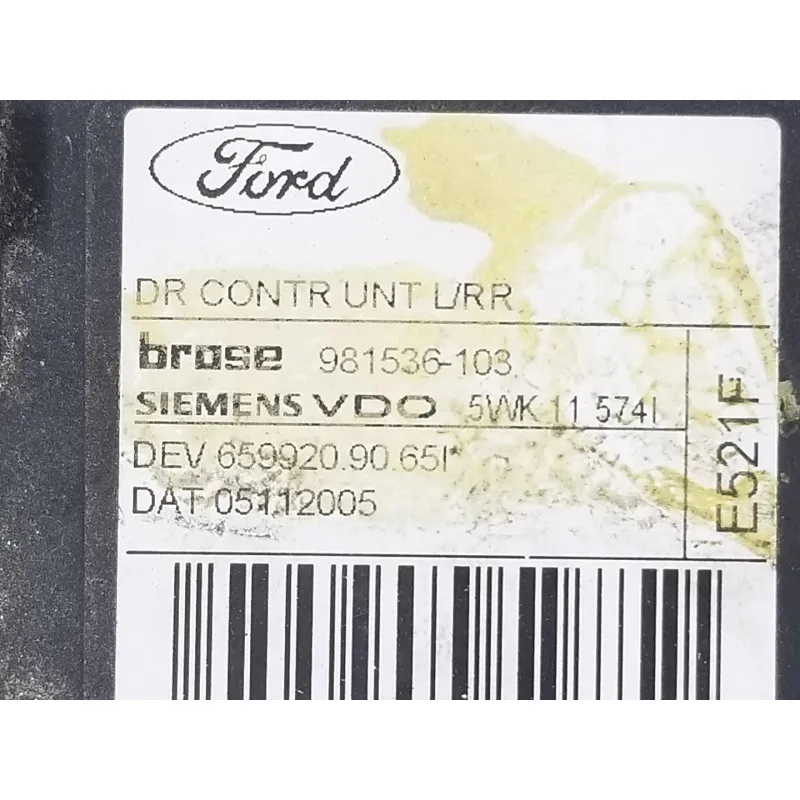 Ford
DR CONTR UNT L/RR
brose 981536-103
SIEMENS VDO 5WK 11 574I
DEV 659920.90.65I*
DAT 05112005
E521F